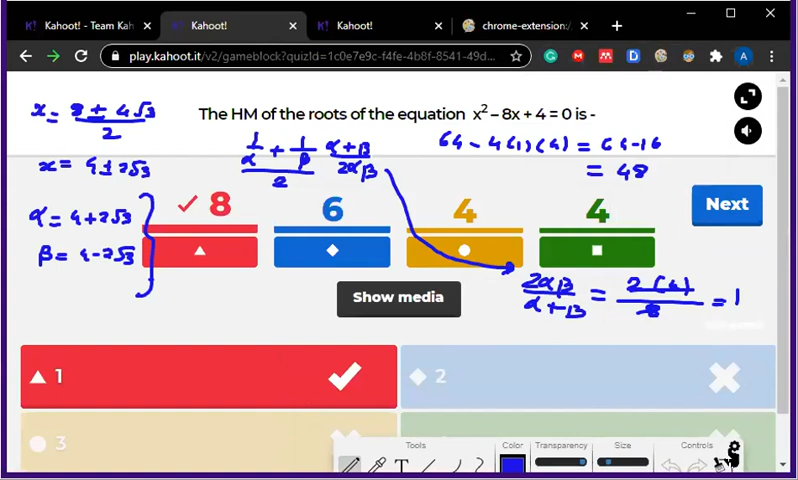 Kahoot! - Team Kah
Kahoot!
Kahoot!
chrome-extension:/
play.kahoot.it/v2/gameblock?quizId=1c0e7e9c-f4fe-4b8f-8541-49d...
The HM of the roots of the equation x² – 8x + 4 = 0 is -
x = 8 ± 4√3 / 2
x = 4 ± 2√3
α = 4+2√3
β = 4-2√3
1/α + 1/β / 2
α+β / 2αβ
64 - 4(1)(4) = 64-16
= 48
8
6
4
4
Next
Show media
2αβ / α+β = 2(4) / 8 = 1
1
2
3
Tools
Color
Transparency
Size
Controls
T
A